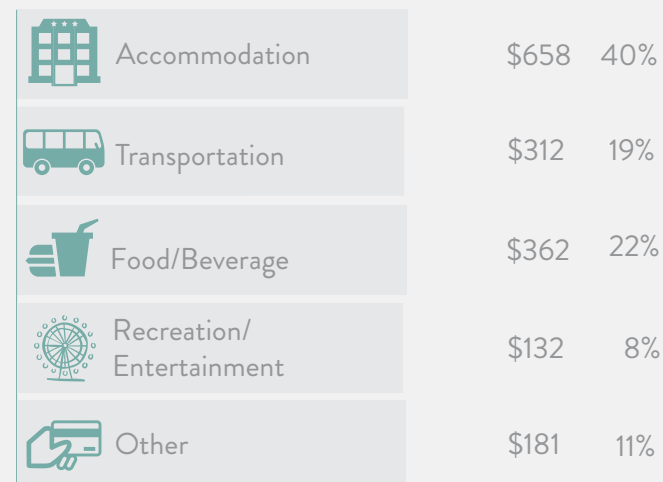 Accommodation $658 40%
Transportation $312 19%
Food/Beverage $362 22%
Recreation/
Entertainment $132 8%
Other $181 11%